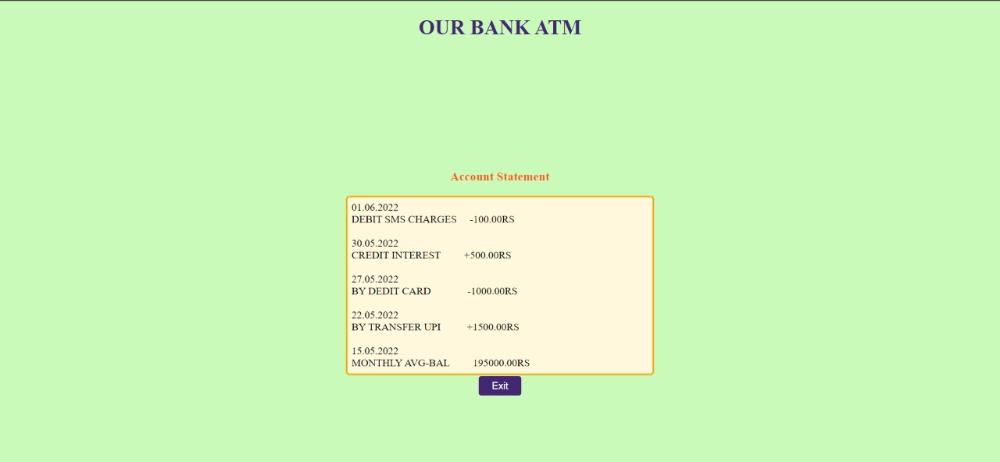 OUR BANK ATM
Account Statement
01.06.2022
DEBIT SMS CHARGES -100.00RS
30.05.2022
CREDIT INTEREST +500.00RS
27.05.2022
BY DEDIT CARD -1000.00RS
22.05.2022
BY TRANSFER UPI +1500.00RS
15.05.2022
MONTHLY AVG-BAL 195000.00RS
Exit